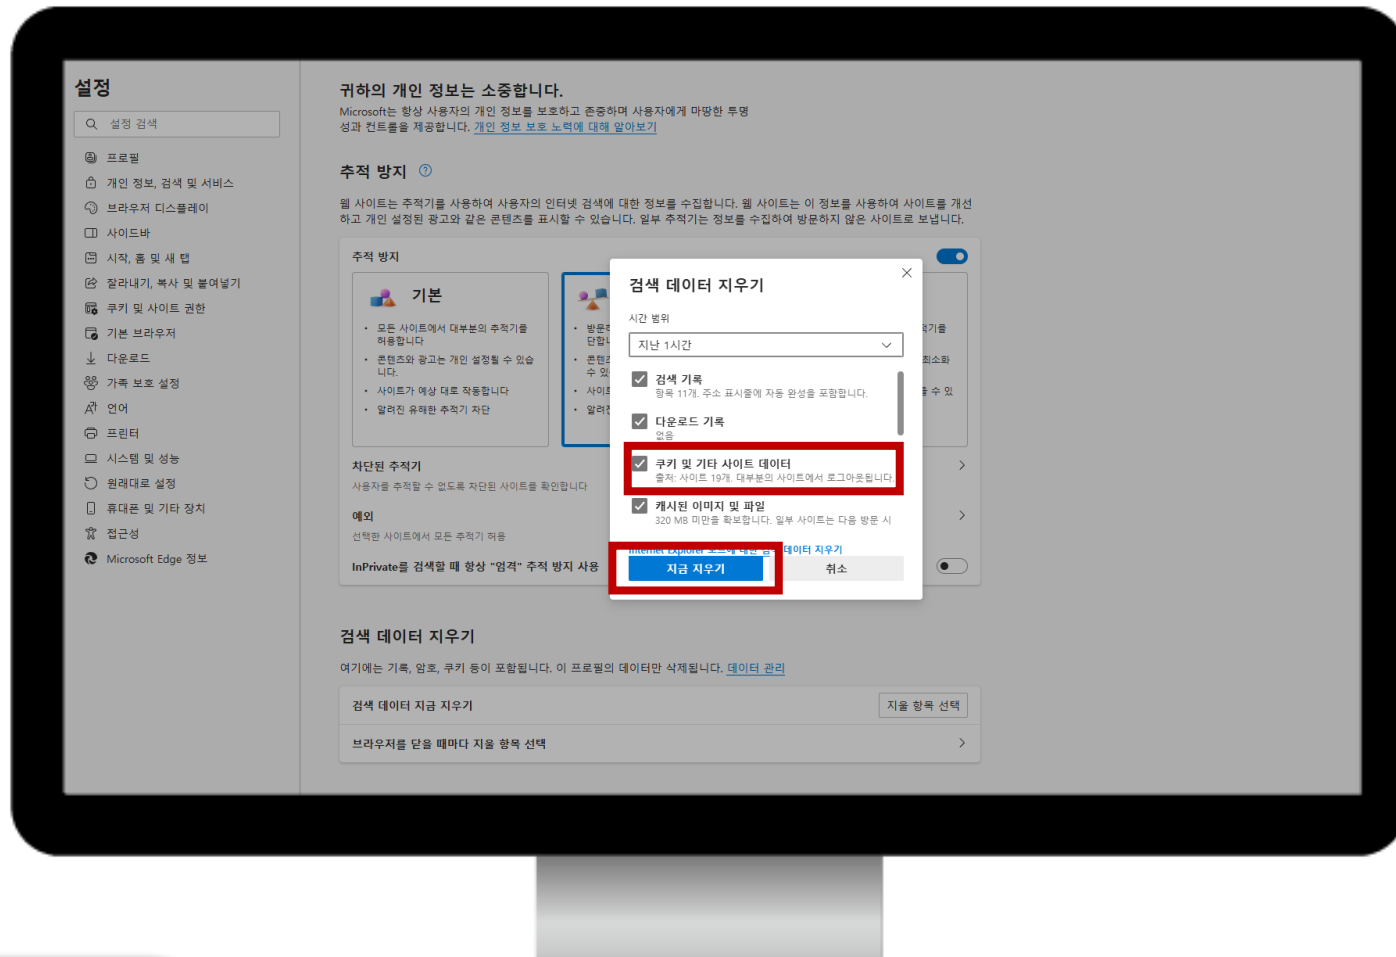 설정
설정 검색
프로필
개인 정보, 검색 및 서비스
브라우저 디스플레이
사이드바
시작, 홈 및 새 탭
잘라내기, 복사 및 붙여넣기
쿠키 및 사이트 권한
기본 브라우저
다운로드
가족 보호 설정
언어
프린터
시스템 및 성능
원래대로 설정
휴대폰 및 기타 장치
접근성
Microsoft Edge 정보
귀하의 개인 정보는 소중합니다.
Microsoft는 항상 사용자의 개인 정보를 보호하고 존중하며 사용자에게 마땅한 투명
성과 컨트롤을 제공합니다. 개인 정보 보호 노력에 대해 알아보기
추적 방지
웹 사이트는 추적기를 사용하여 사용자의 인터넷 검색에 대한 정보를 수집합니다. 웹 사이트는 이 정보를 사용하여 사이트를 개선
하고 개인 설정된 광고와 같은 콘텐츠를 표시할 수 있습니다. 일부 추적기는 정보를 수집하여 방문하지 않은 사이트로 보냅니다.
추적 방지
기본
• 모든 사이트에서 대부분의 추적기를
허용합니다
• 콘텐츠와 광고는 개인 설정될 수 있습
니다.
• 사이트가 예상 대로 작동합니다
• 알려진 유해한 추적기 차단
차단된 추적기
사용자를 추적할 수 없도록 차단된 사이트를 확인합니다
예외
선택한 사이트에서 모든 추적기 허용
InPrivate를 검색할 때 항상 "엄격" 추적 방지 사용
검색 데이터 지우기
시간 범위
지난 1시간
검색 기록
항목 11개. 주소 표시줄에 자동 완성을 포함합니다.
다운로드 기록
없음
쿠키 및 기타 사이트 데이터
출처: 사이트 19개. 대부분의 사이트에서 로그아웃됩니다.
캐시된 이미지 및 파일
320 MB 미만을 확보합니다. 일부 사이트는 다음 방문 시
Internet Explorer 모드에 대한 검색 데이터 지우기
지금 지우기
취소
검색 데이터 지우기
여기에는 기록, 암호, 쿠키 등이 포함됩니다. 이 프로필의 데이터만 삭제됩니다. 데이터 관리
검색 데이터 지금 지우기
지울 항목 선택
브라우저를 닫을 때마다 지울 항목 선택